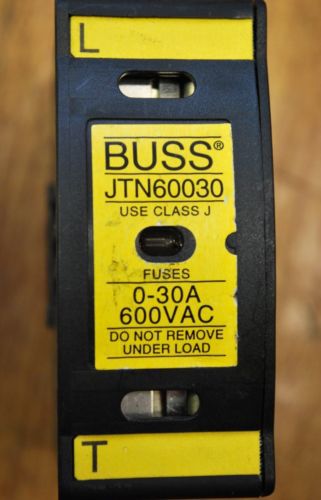 L
BUSS®
JTN60030
USE CLASS J
FUSES
0-30A
600VAC
DO NOT REMOVE
UNDER LOAD
T